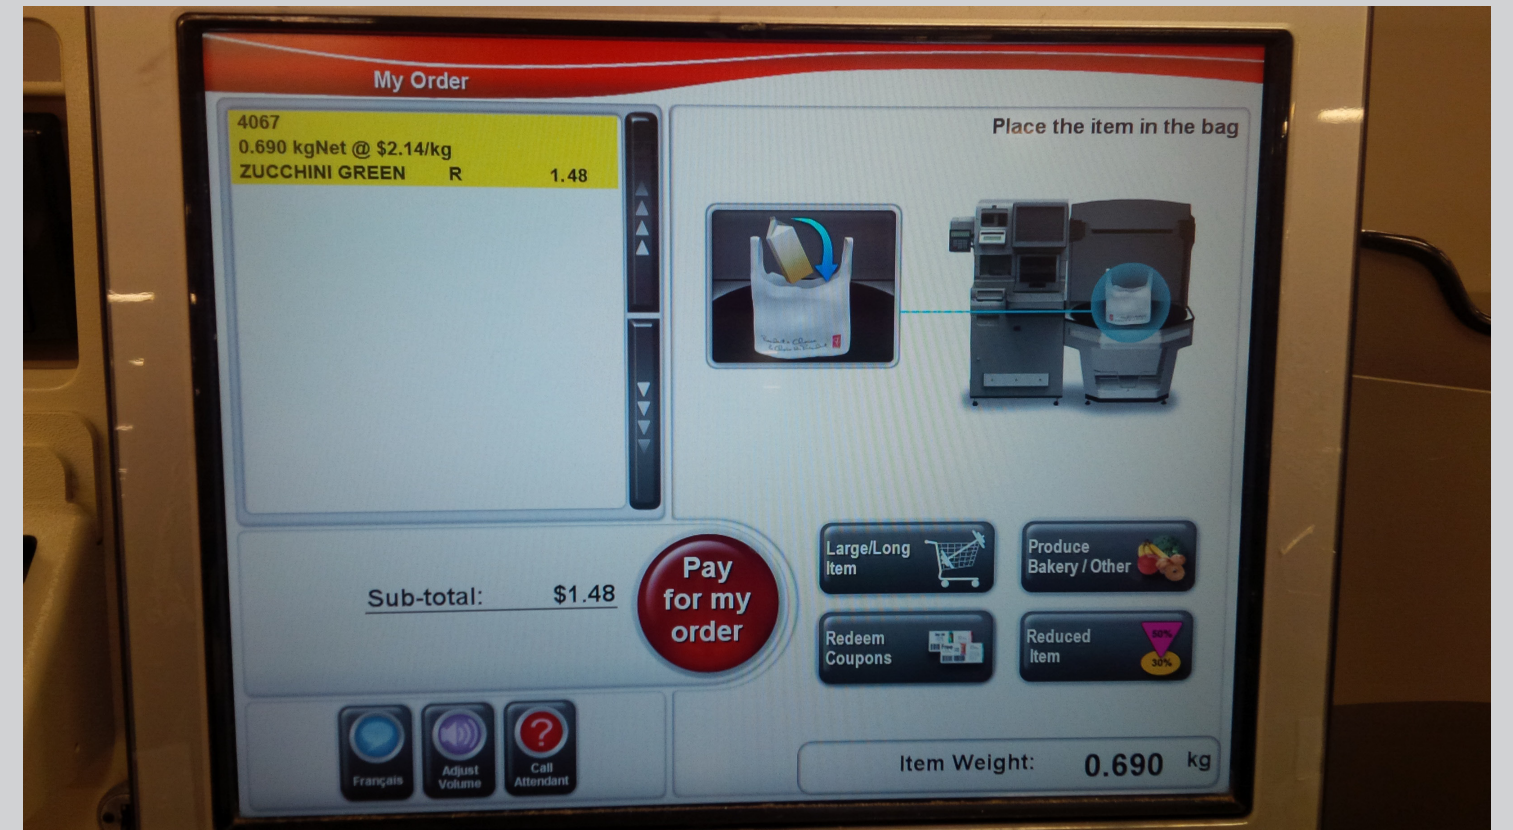 My Order
4067
0.690 kgNet @ $2.14/kg
ZUCCHINI GREEN R 1.48
Place the item in the bag
Sub-total: $1.48
Pay
for my
order
Large/Long
Item
Produce
Bakery / Other
Redeem
Coupons
Reduced
Item
50%
30%
Français
Adjust
Volume
?
Call
Attendant
Item Weight: 0.690 kg